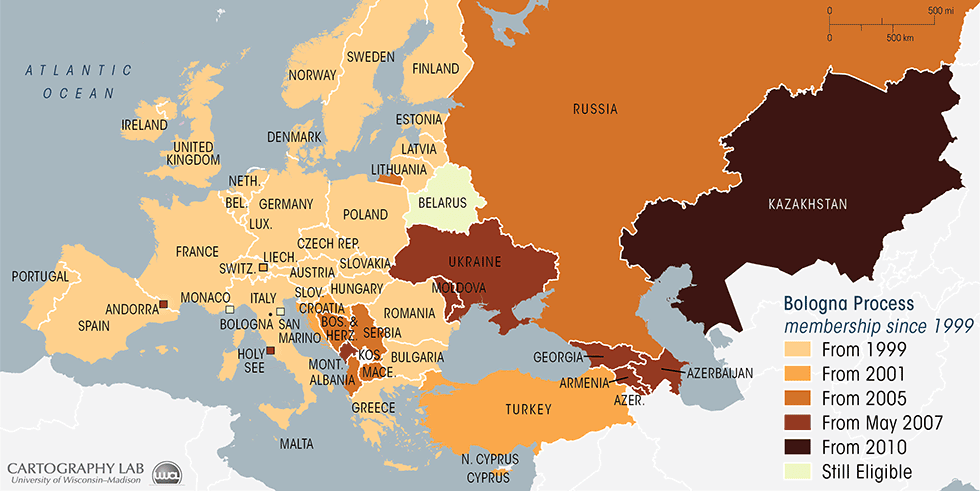 0
500 mi
0
500 km
ATLANTIC
OCEAN
SWEDEN
NORWAY
FINLAND
RUSSIA
ESTONIA
IRELAND
DENMARK
UNITED
KINGDOM
LATVIA
LITHUANIA
NETH.
BEL.
GERMANY
BELARUS
KAZAKHSTAN
LUX.
POLAND
CZECH REP.
FRANCE
LIECH.
SLOVAKIA
UKRAINE
SWITZ.
AUSTRIA
PORTUGAL
MOLDOVA
HUNGARY
MONACO
ITALY
SLOV.
ANDORRA
CROATIA
ROMANIA
SPAIN
BOLOGNA
SAN
MARINO
BOS. &
HERZ.
SERBIA
HOLY
SEE
MONT.
KOS.
BULGARIA
GEORGIA
AZERBAIJAN
ALBANIA
MACE.
ARMENIA
AZER.
GREECE
TURKEY
MALTA
N. CYPRUS
CYPRUS
Bologna Process
membership since 1999
From 1999
From 2001
From 2005
From May 2007
From 2010
Still Eligible
CARTOGRAPHY LAB
University of Wisconsin–Madison